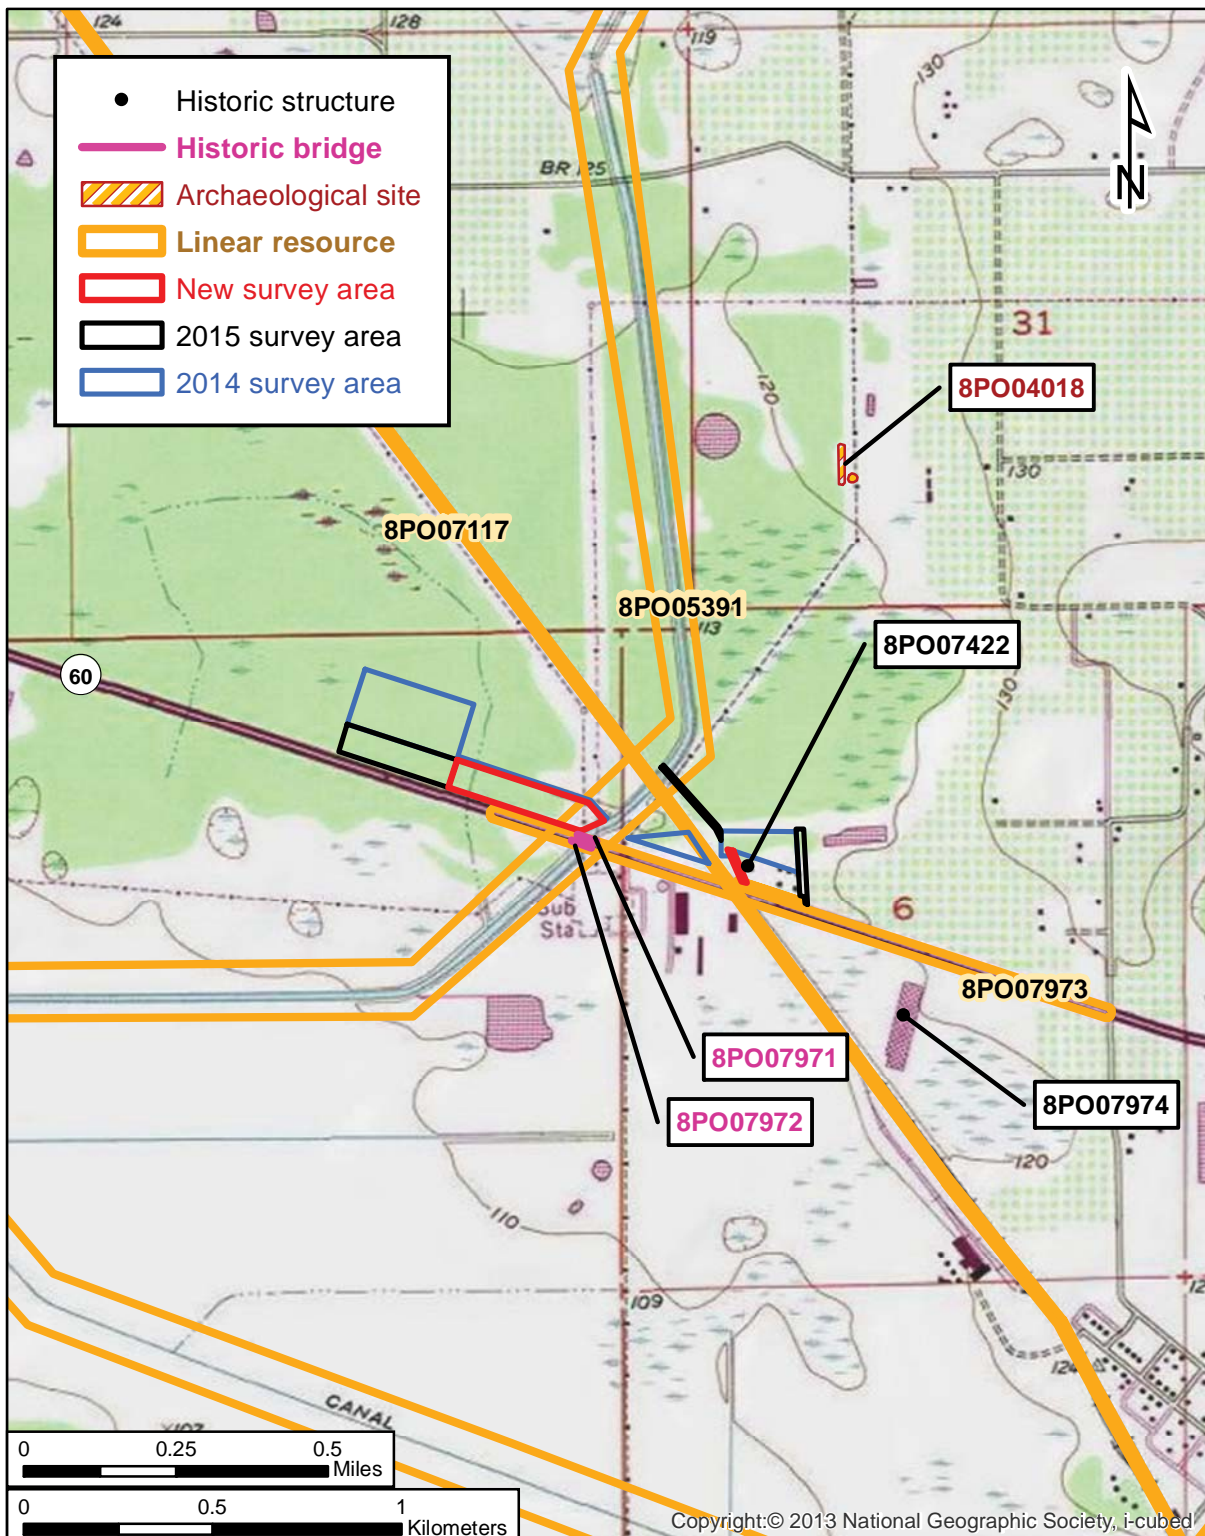 124
128
119
Historic structure
Historic bridge
Archaeological site
Linear resource
New survey area
2015 survey area
2014 survey area
130
N
BR 125
31
120
8PO04018
130
8PO07117
8PO05391
113
8PO07422
60
130
6
Sub
Sta
8PO07973
8PO07971
8PO07974
8PO07972
120
110
109
124
CANAL
0 0.25 0.5
Miles
0 0.5 1
Kilometers
Copyright:© 2013 National Geographic Society, i-cubed